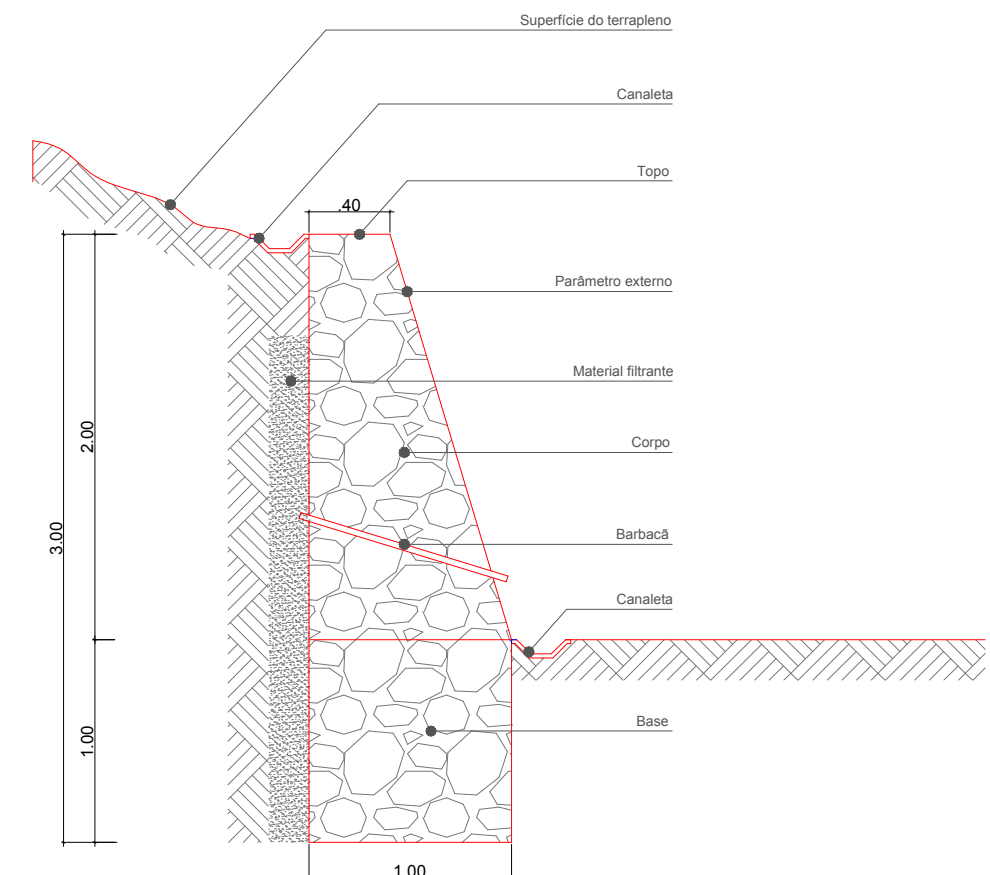 Superfície do terrapleno
Canaleta
Topo
.40
Parâmetro externo
Material filtrante
2.00
Corpo
3.00
Barbacã
Canaleta
Base
1.00
1.00